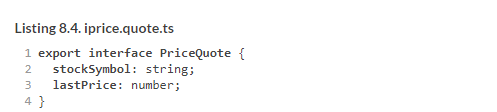 Listing 8.4. iprice.quote.ts
1 export interface PriceQuote {
2   stockSymbol: string;
3   lastPrice: number;
4 }